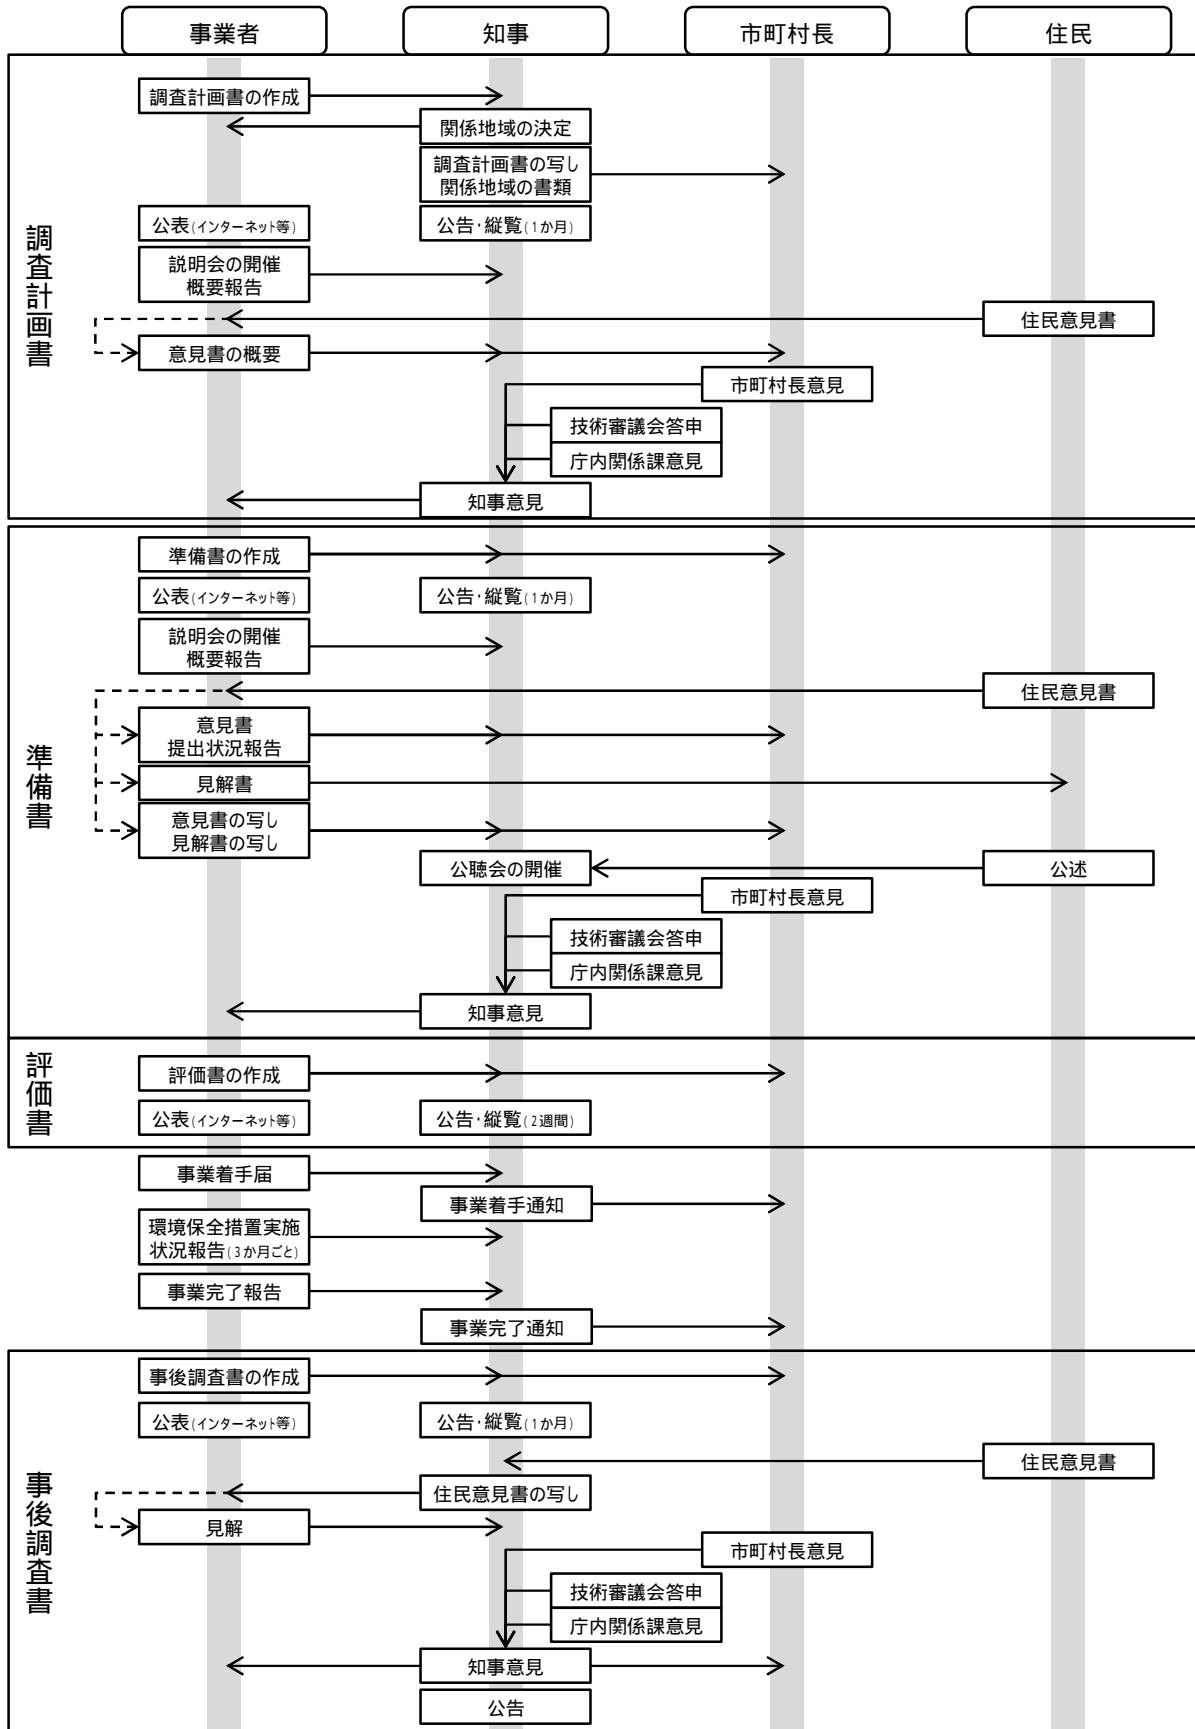 事業者
知事
市町村長
住民
調査計画書
調査計画書の作成
関係地域の決定
調査計画書の写し
関係地域の書類
公表(インターネット等)
公告・縦覧(1か月)
説明会の開催
概要報告
住民意見書
意見書の概要
市町村長意見
技術審議会答申
庁内関係課意見
知事意見
準備書
準備書の作成
公表(インターネット等)
公告・縦覧(1か月)
説明会の開催
概要報告
住民意見書
意見書
提出状況報告
見解書
意見書の写し
見解書の写し
公聴会の開催
公述
市町村長意見
技術審議会答申
庁内関係課意見
知事意見
評価書
評価書の作成
公表(インターネット等)
公告・縦覧(2週間)
事業着手届
事業着手通知
環境保全措置実施
状況報告(3か月ごと)
事業完了報告
事業完了通知
事後調査書
事後調査書の作成
公表(インターネット等)
公告・縦覧(1か月)
住民意見書
住民意見書の写し
見解
市町村長意見
技術審議会答申
庁内関係課意見
知事意見
公告